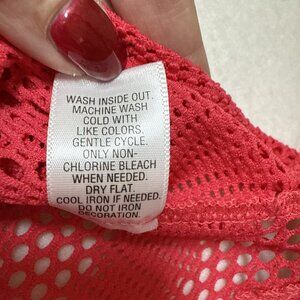 WASH INSIDE OUT.
MACHINE WASH
COLD WITH
LIKE COLORS.
GENTLE CYCLE.
ONLY NON-
CHLORINE BLEACH
WHEN NEEDED.
DRY FLAT.
COOL IRON IF NEEDED.
DO NOT IRON
DECORATION.